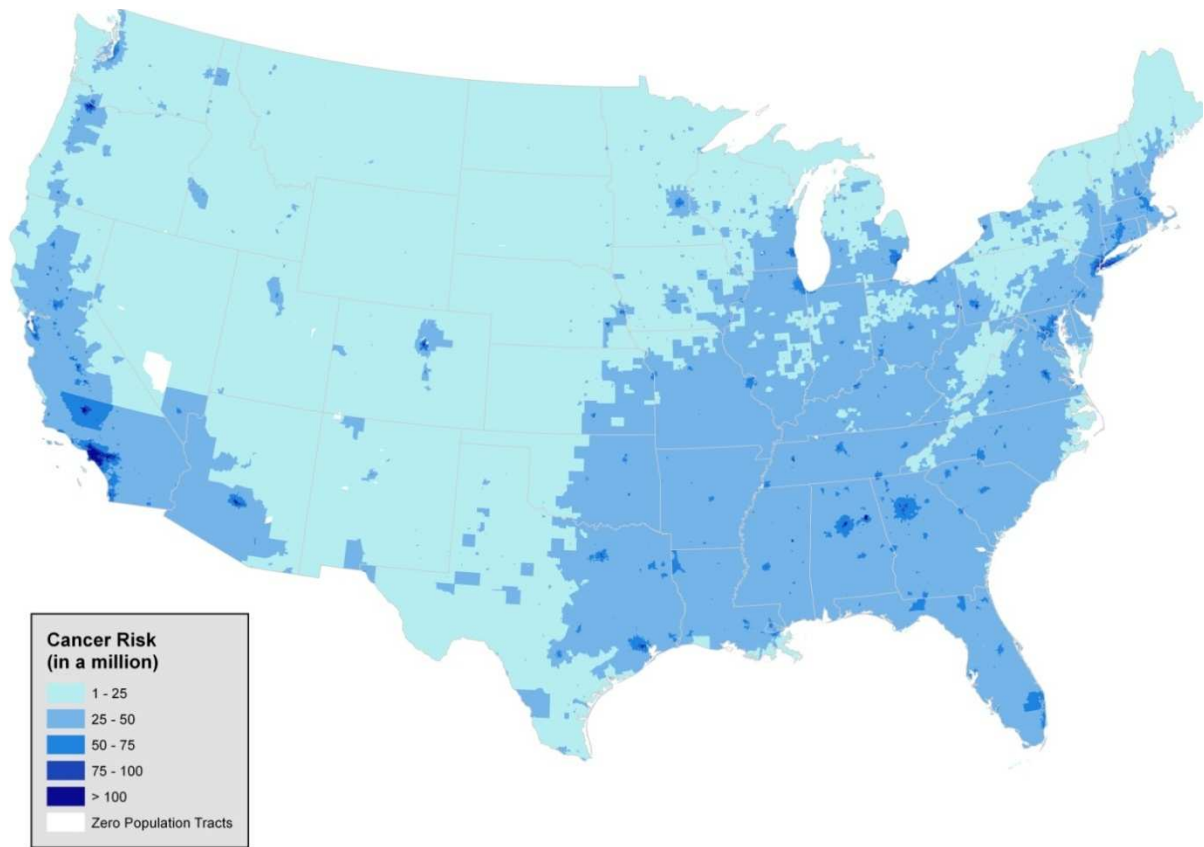 Cancer Risk
(in a million)
1 - 25
25 - 50
50 - 75
75 - 100
> 100
Zero Population Tracts